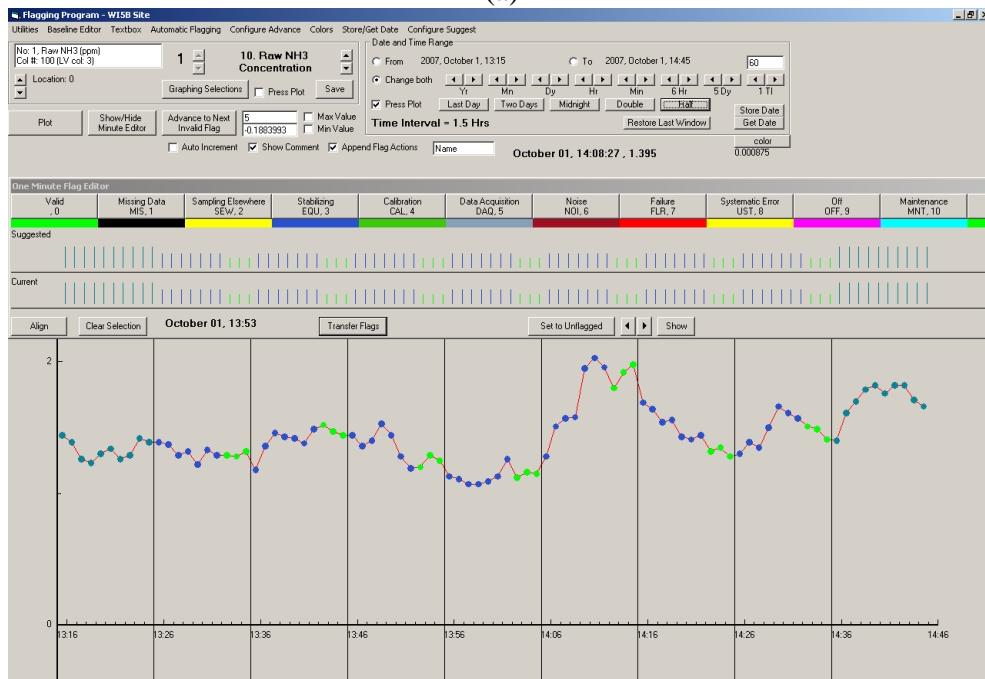 (a)
Flagging Program - WI5B Site
Utilities Baseline Editor Textbox Automatic Flagging Configure Advance Colors Store/Get Date Configure Suggest
No: 1, Raw NH3 (ppm)
Col #: 100 (LV col: 3)
Location: 0
1
10. Raw NH3
Concentration
Graphing Selections
Press Plot
Save
Date and Time Range
From 2007, October 1, 13:15
To 2007, October 1, 14:45
60
Change both
Yr Mn Dy Hr Min 6 Hr 5 Dy 1 TI
Press Plot
Last Day
Two Days
Midnight
Double
Half
Time Interval = 1.5 Hrs
Restore Last Window
Store Date
Get Date
color
0.000875
Plot
Show/Hide
Minute Editor
Advance to Next
Invalid Flag
5
-0.1883993
Max Value
Min Value
Auto Increment
Show Comment
Append Flag Actions
Name
October 01, 14:08:27 , 1.395
One Minute Flag Editor
Valid
, 0
Missing Data
MIS, 1
Sampling Elsewhere
SEW, 2
Stabilizing
EQU, 3
Calibration
CAL, 4
Data Acquisition
DAQ, 5
Noise
NOI, 6
Failure
FLR, 7
Systematic Error
UST, 8
Off
OFF, 9
Maintenance
MNT, 10
Suggested
Current
Align
Clear Selection
October 01, 13:53
Transfer Flags
Set to Unflagged
Show
2
0
13:16 13:26 13:36 13:46 13:56 14:06 14:16 14:26 14:36 14:46